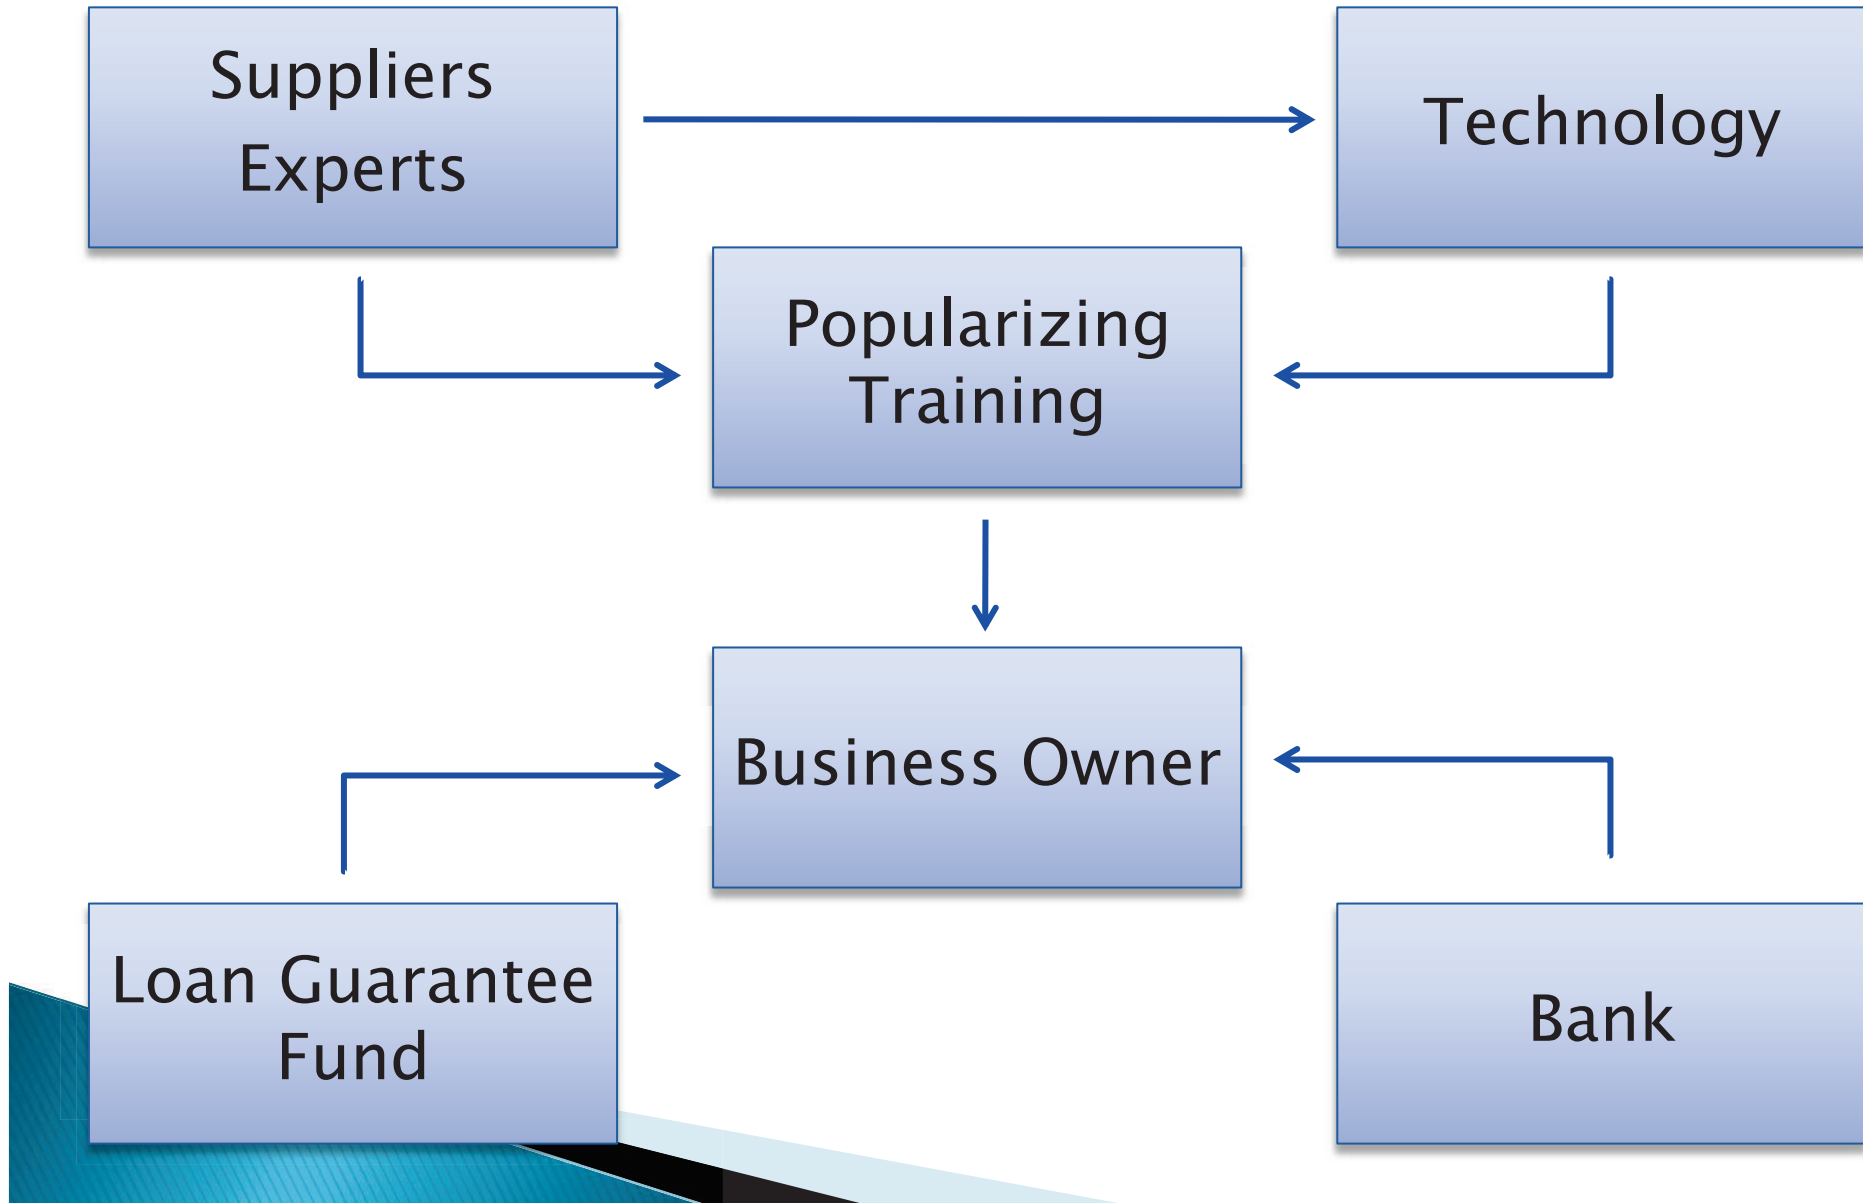 Suppliers
Experts
Technology
Popularizing
Training
Business Owner
Loan Guarantee
Fund
Bank